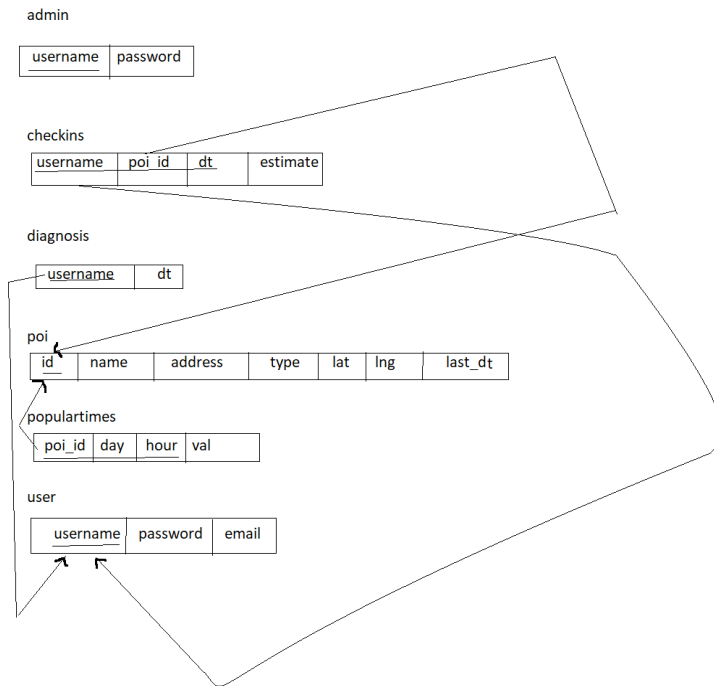 admin
username password
checkins
username poi_id dt estimate
diagnosis
username dt
poi
id name address type lat lng last_dt
populartimes
poi_id day hour val
user
username password email